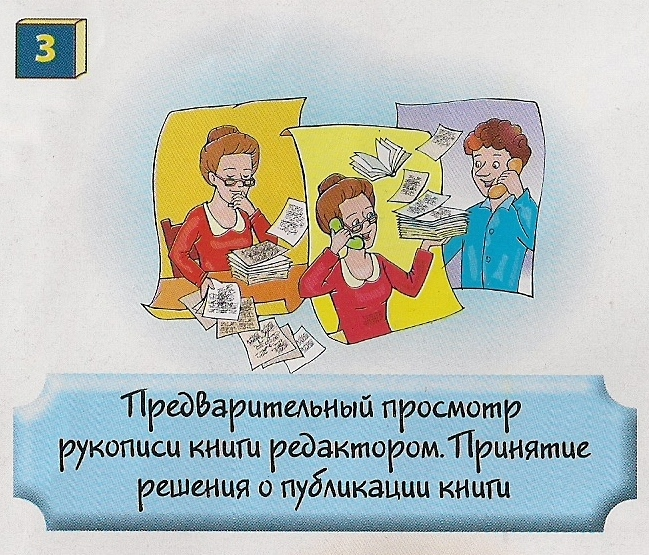 3
Предварительный просмотр
рукописи книги редактором. Принятие
решения о публикации книги